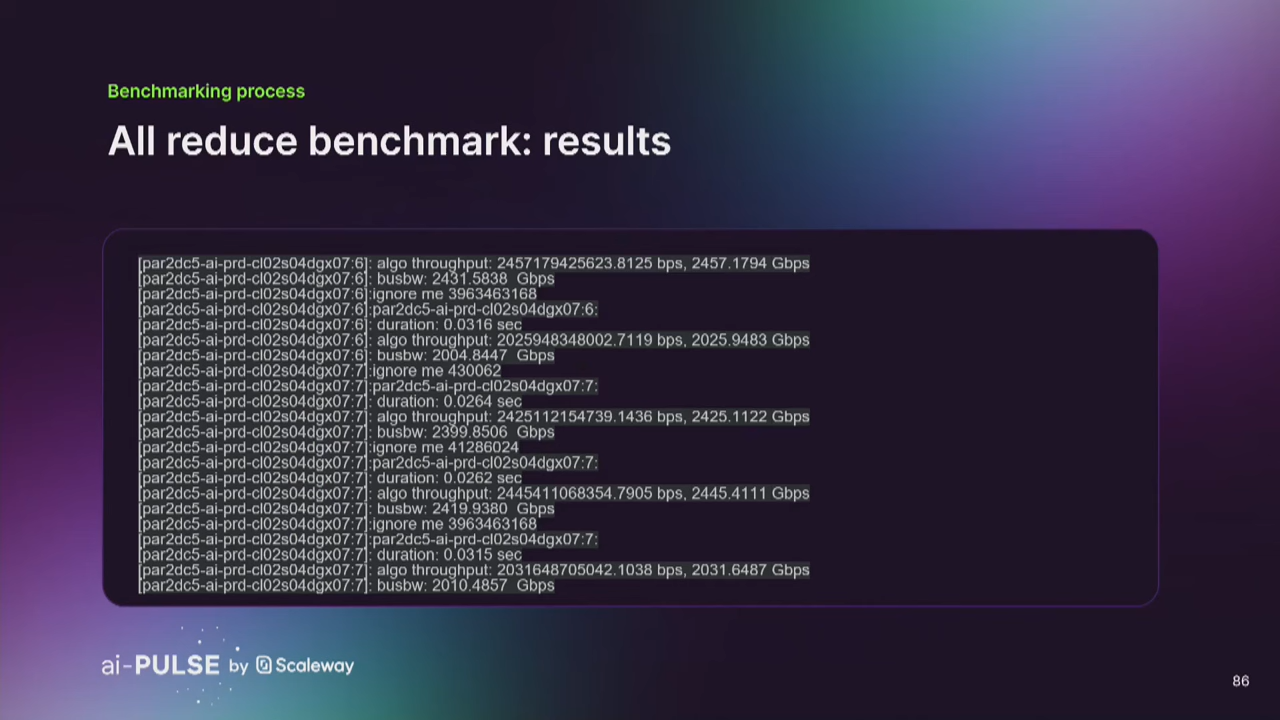 Benchmarking process
All reduce benchmark: results
[par2dc5-ai-prd-cl02s04dgx07:6]: algo throughput: 2457179425623.8125 bps, 2457.1794 Gbps
[par2dc5-ai-prd-cl02s04dgx07:6]: busbw: 2431.5838  Gbps
[par2dc5-ai-prd-cl02s04dgx07:6]:ignore me 3963463168
[par2dc5-ai-prd-cl02s04dgx07:6]:par2dc5-ai-prd-cl02s04dgx07:6:
[par2dc5-ai-prd-cl02s04dgx07:6]: duration: 0.0316 sec
[par2dc5-ai-prd-cl02s04dgx07:6]: algo throughput: 2025948348002.7119 bps, 2025.9483 Gbps
[par2dc5-ai-prd-cl02s04dgx07:6]: busbw: 2004.8447  Gbps
[par2dc5-ai-prd-cl02s04dgx07:7]:ignore me 430062
[par2dc5-ai-prd-cl02s04dgx07:7]:par2dc5-ai-prd-cl02s04dgx07:7:
[par2dc5-ai-prd-cl02s04dgx07:7]: duration: 0.0264 sec
[par2dc5-ai-prd-cl02s04dgx07:7]: algo throughput: 2425112154739.1436 bps, 2425.1122 Gbps
[par2dc5-ai-prd-cl02s04dgx07:7]: busbw: 2399.8506  Gbps
[par2dc5-ai-prd-cl02s04dgx07:7]:ignore me 41286024
[par2dc5-ai-prd-cl02s04dgx07:7]:par2dc5-ai-prd-cl02s04dgx07:7:
[par2dc5-ai-prd-cl02s04dgx07:7]: duration: 0.0262 sec
[par2dc5-ai-prd-cl02s04dgx07:7]: algo throughput: 2445411068354.7905 bps, 2445.4111 Gbps
[par2dc5-ai-prd-cl02s04dgx07:7]: busbw: 2419.9380  Gbps
[par2dc5-ai-prd-cl02s04dgx07:7]:ignore me 3963463168
[par2dc5-ai-prd-cl02s04dgx07:7]:par2dc5-ai-prd-cl02s04dgx07:7:
[par2dc5-ai-prd-cl02s04dgx07:7]: duration: 0.0315 sec
[par2dc5-ai-prd-cl02s04dgx07:7]: algo throughput: 2031648705042.1038 bps, 2031.6487 Gbps
[par2dc5-ai-prd-cl02s04dgx07:7]: busbw: 2010.4857  Gbps
ai-PULSE by Scaleway
86